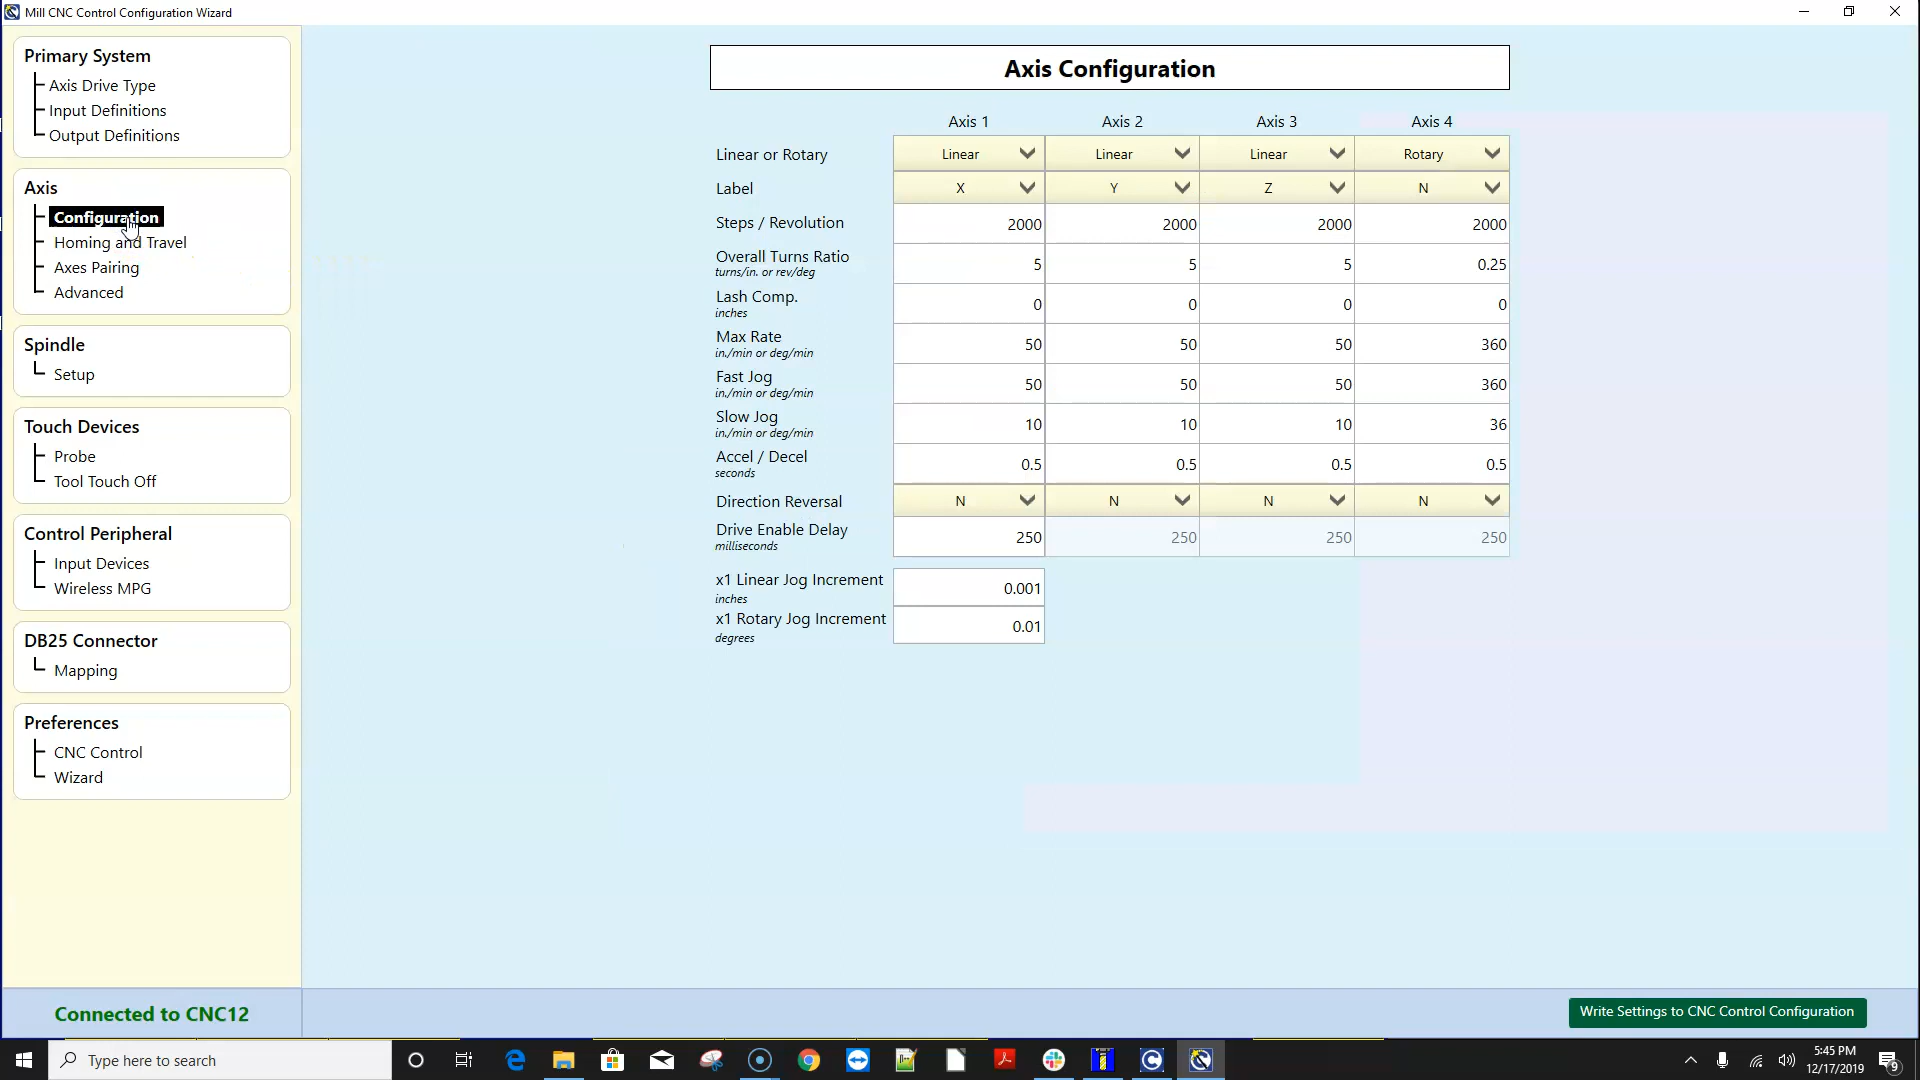 Mill CNC Control Configuration Wizard
Primary System
Axis Drive Type
Input Definitions
Output Definitions
Axis
Configuration
Homing and Travel
Axes Pairing
Advanced
Spindle
Setup
Touch Devices
Probe
Tool Touch Off
Control Peripheral
Input Devices
Wireless MPG
DB25 Connector
Mapping
Preferences
CNC Control
Wizard
Connected to CNC12
Axis Configuration
Axis 1 Axis 2 Axis 3 Axis 4
Linear or Rotary Linear Linear Linear Rotary
Label X Y Z N
Steps / Revolution 2000 2000 2000 2000
Overall Turns Ratio 5 5 5 0.25
turns/in. or rev/deg
Lash Comp. 0 0 0 0
inches
Max Rate 50 50 50 360
in./min or deg/min
Fast Jog 50 50 50 360
in./min or deg/min
Slow Jog 10 10 10 36
in./min or deg/min
Accel / Decel 0.5 0.5 0.5 0.5
seconds
Direction Reversal N N N N
Drive Enable Delay 250 250 250 250
milliseconds
x1 Linear Jog Increment 0.001
inches
x1 Rotary Jog Increment 0.01
degrees
Write Settings to CNC Control Configuration
Type here to search
5:45 PM
12/17/2019
9